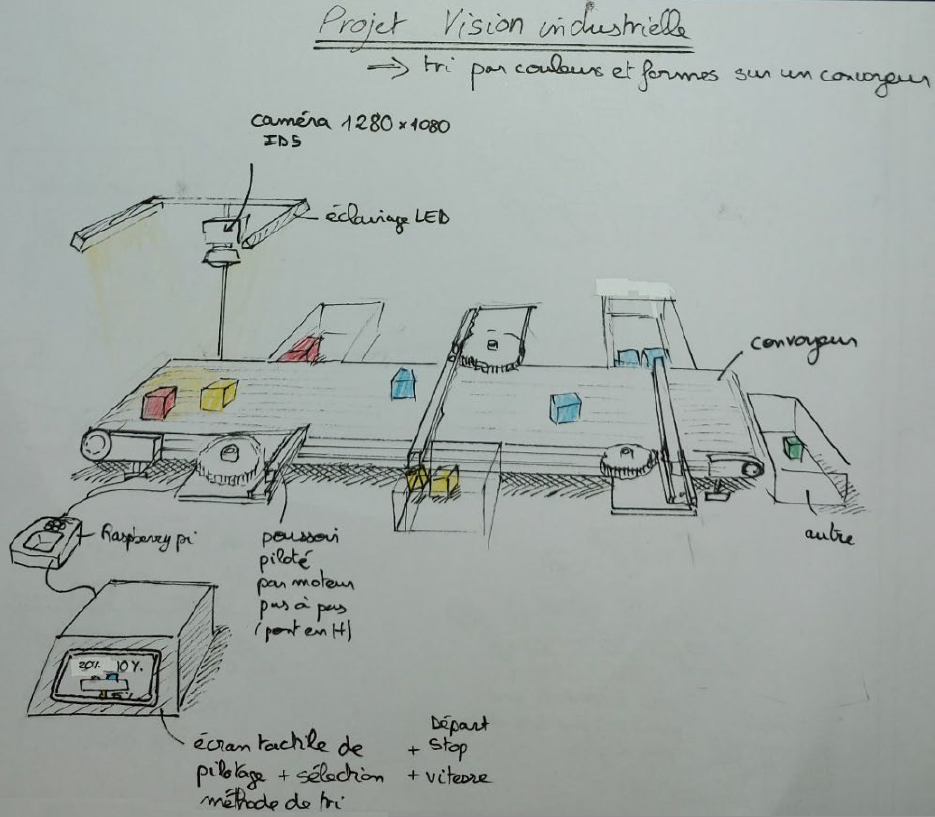 Projet Vision industrielle
=> tri par couleurs et formes sur un convoyeur
caméra 1280 x 1080
IDS
éclairage LED
convoyeur
autre
Raspberry pi
poussoir
piloté
par moteur
pas à pas
(pont en H)
20% 10%
5%
écran tactile de
pilotage + sélection
méthode de tri
+ Départ
Stop
+ vitesse